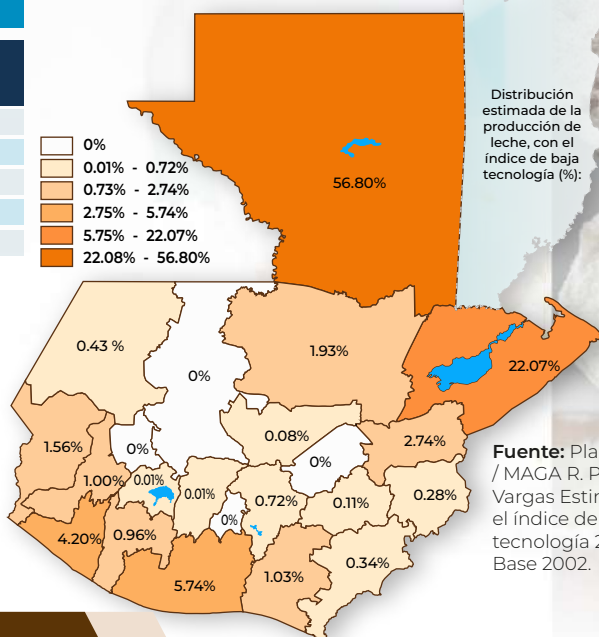 Distribución
estimada de la
producción de
leche, con el
índice de baja
tecnología (%):
0%
0.01% - 0.72%
0.73% - 2.74%
2.75% - 5.74%
5.75% - 22.07%
22.08% - 56.80%
56.80%
0.43 %
0%
1.93%
22.07%
1.56%
0%
0.08%
0%
2.74%
1.00%
0.01%
0.01%
0%
0.72%
0.11%
0.28%
4.20%
0.96%
5.74%
1.03%
0.34%
Fuente: Pla
/ MAGA R. P
Vargas Estim
el índice de
tecnología 2
Base 2002.